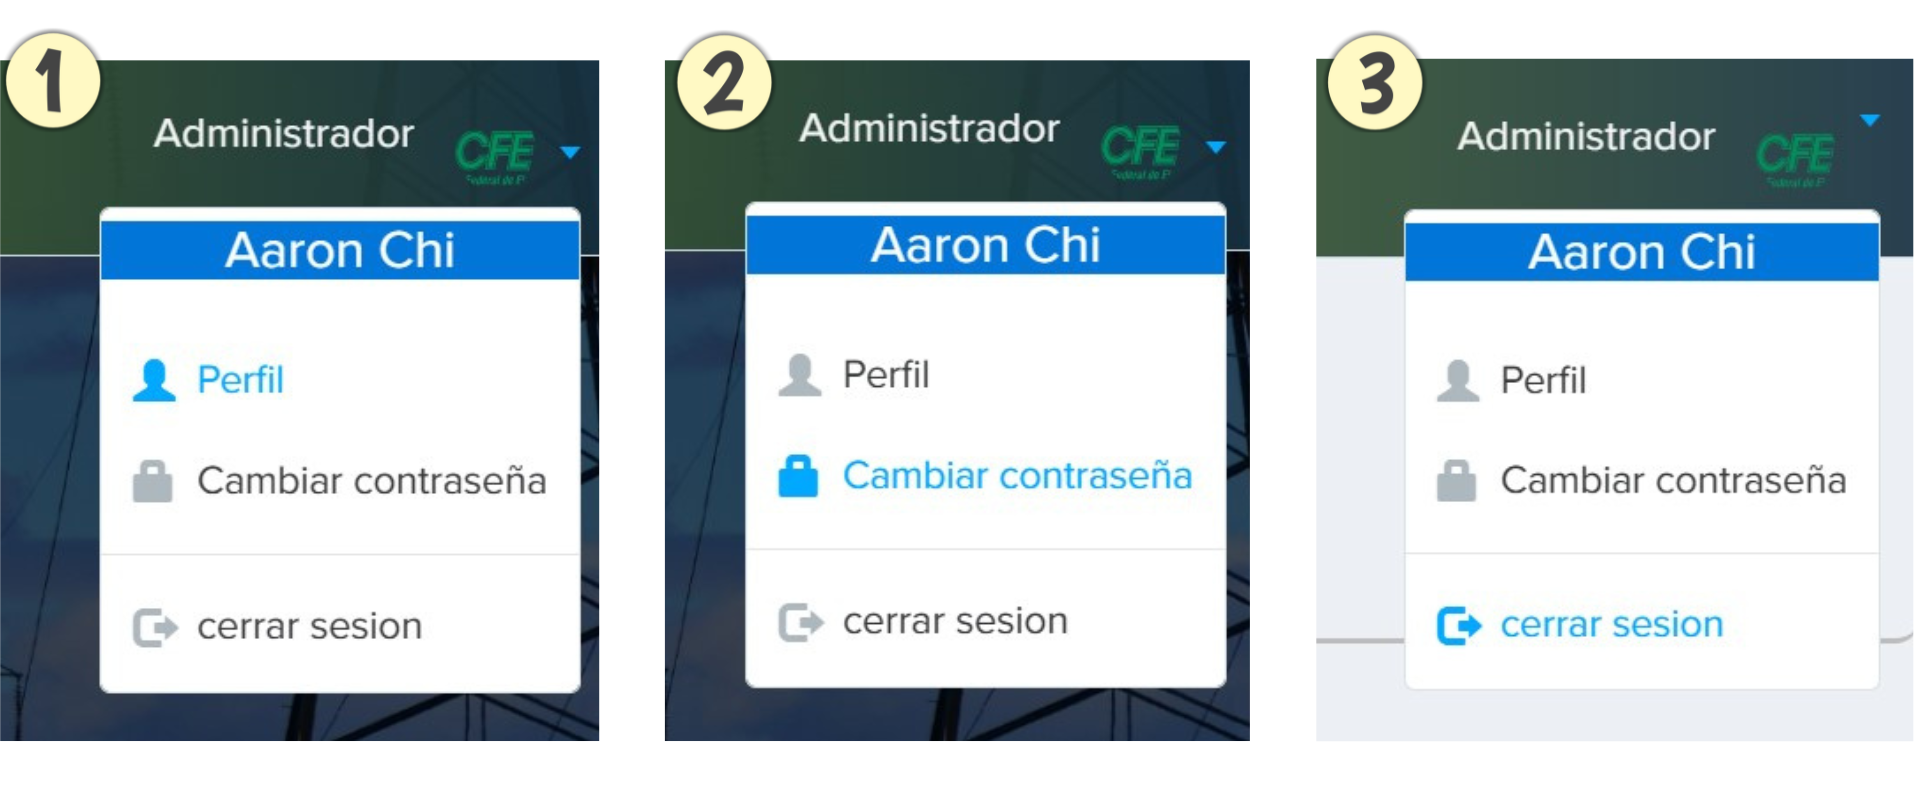 1
Administrador
CFE
Aaron Chi
Perfil
Cambiar contraseña
cerrar sesion
2
Administrador
CFE
Aaron Chi
Perfil
Cambiar contraseña
cerrar sesion
3
Administrador
CFE
Aaron Chi
Perfil
Cambiar contraseña
cerrar sesion